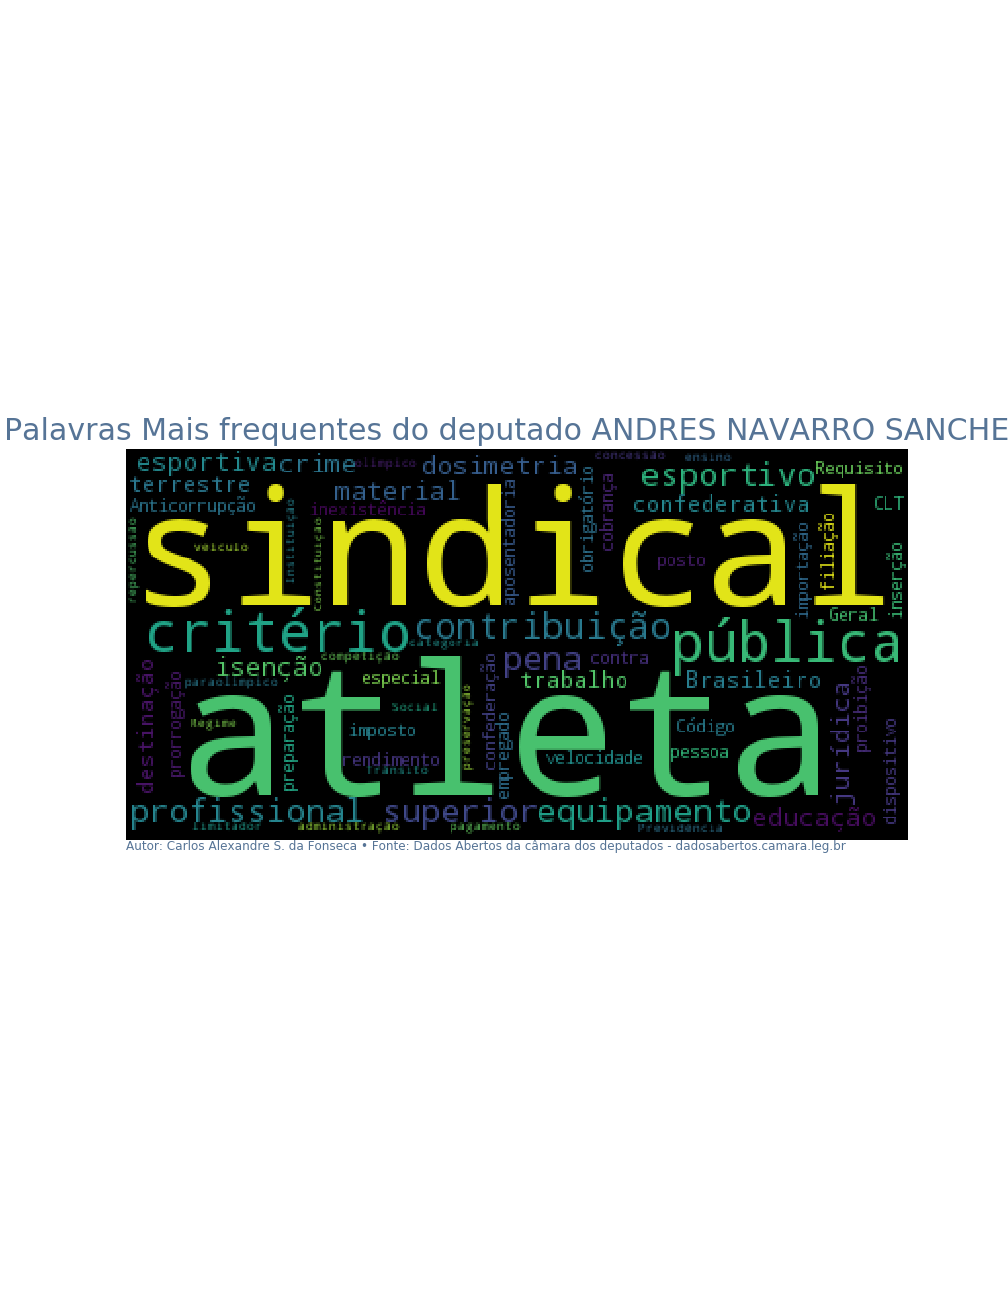 Palavras Mais frequentes do deputado ANDRES NAVARRO SANCHE
esportiva
crime
olímpico
dosimetria
concessão
ensino
esportivo
Requisito
terrestre
material
Anticorrupção
inexistência
confederativa
CLT
sindical
repercussão
veículo
Instituição
Constituição
aposentadoria
obrigatório
cobrança
posto
importação
filiação
inserção
Geral
critério
contribuição
categoria
pública
isenção
competição
pena
contra
especial
trabalho
Brasileiro
paraolímpico
atleta
destinação
prorrogação
Regime
preparação
Social
imposto
rendimento
Trânsito
preservação
confederação
empregado
velocidade
Código
pessoa
jurídica
proibição
dispositivo
profissional
superior
equipamento
educação
limitador
administração
pagamento
Previdência
Autor: Carlos Alexandre S. da Fonseca • Fonte: Dados Abertos da câmara dos deputados - dadosabertos.camara.leg.br